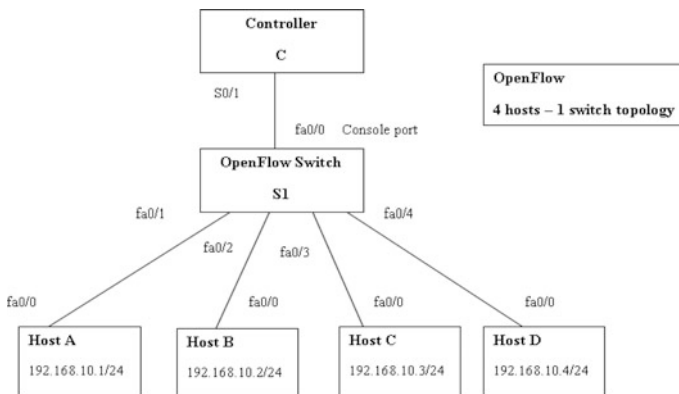 Controller
C
OpenFlow
4 hosts – 1 switch topology
S0/1
fa0/0 Console port
OpenFlow Switch
S1
fa0/1
fa0/2
fa0/3
fa0/4
fa0/0
fa0/0
fa0/0
fa0/0
Host A
192.168.10.1/24
Host B
192.168.10.2/24
Host C
192.168.10.3/24
Host D
192.168.10.4/24